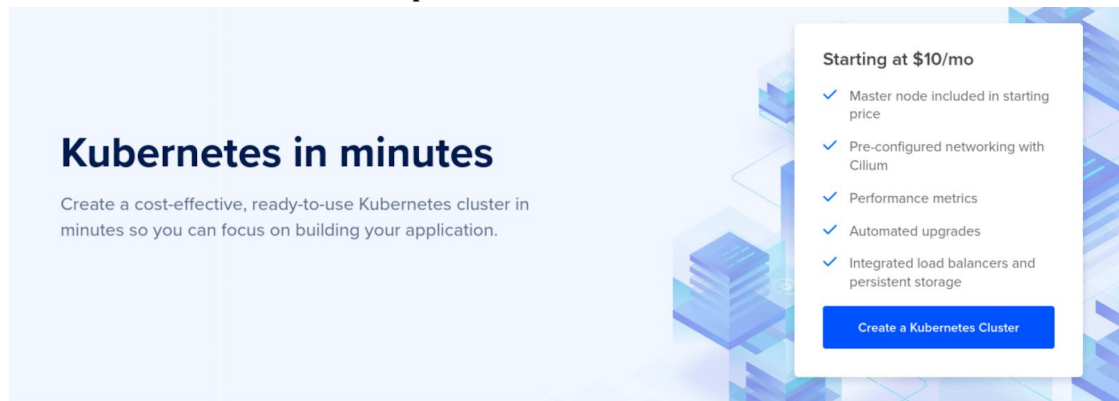 Kubernetes in minutes
Create a cost-effective, ready-to-use Kubernetes cluster in
minutes so you can focus on building your application.
Starting at $10/mo
Master node included in starting
price
Pre-configured networking with
Cilium
Performance metrics
Automated upgrades
Integrated load balancers and
persistent storage
Create a Kubernetes Cluster